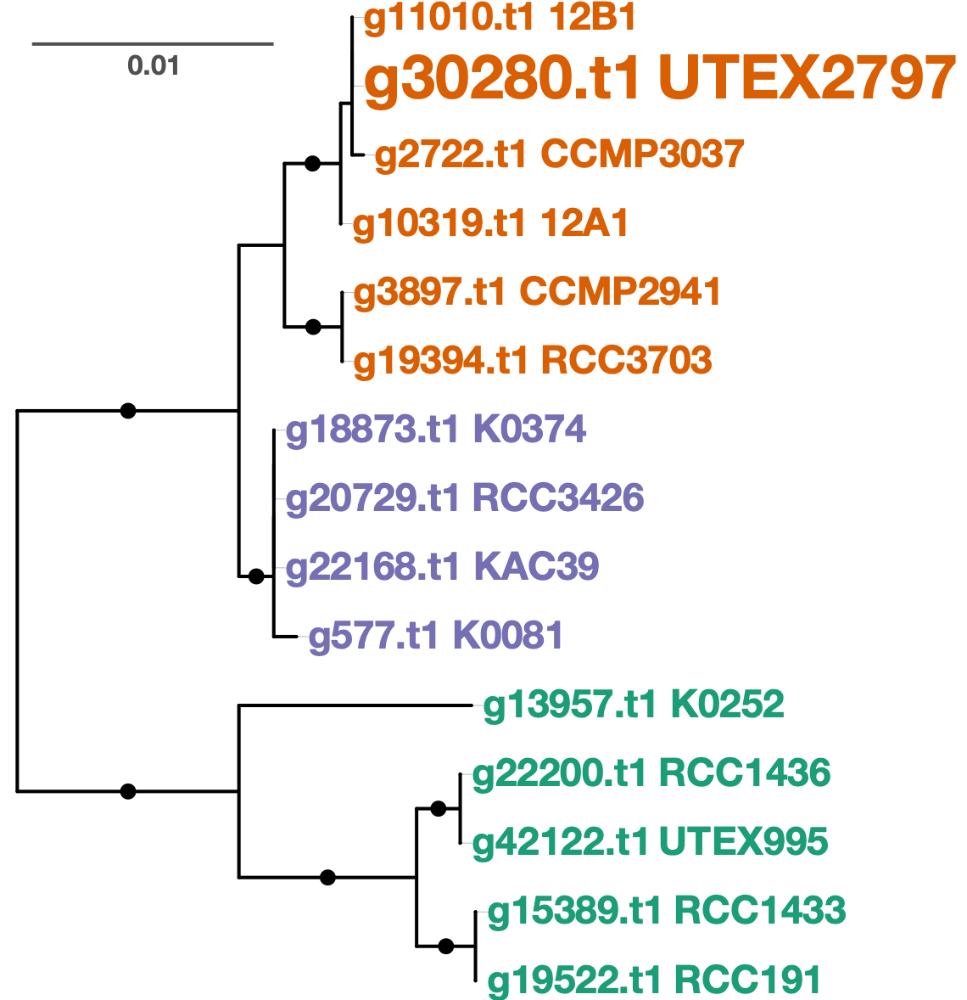 g11010.t1 12B1
0.01
g30280.t1 UTEX2797
g2722.t1 CCMP3037
g10319.t1 12A1
g3897.t1 CCMP2941
g19394.t1 RCC3703
g18873.t1 K0374
g20729.t1 RCC3426
g22168.t1 KAC39
g577.t1 K0081
g13957.t1 K0252
g22200.t1 RCC1436
g42122.t1 UTEX995
g15389.t1 RCC1433
g19522.t1 RCC191